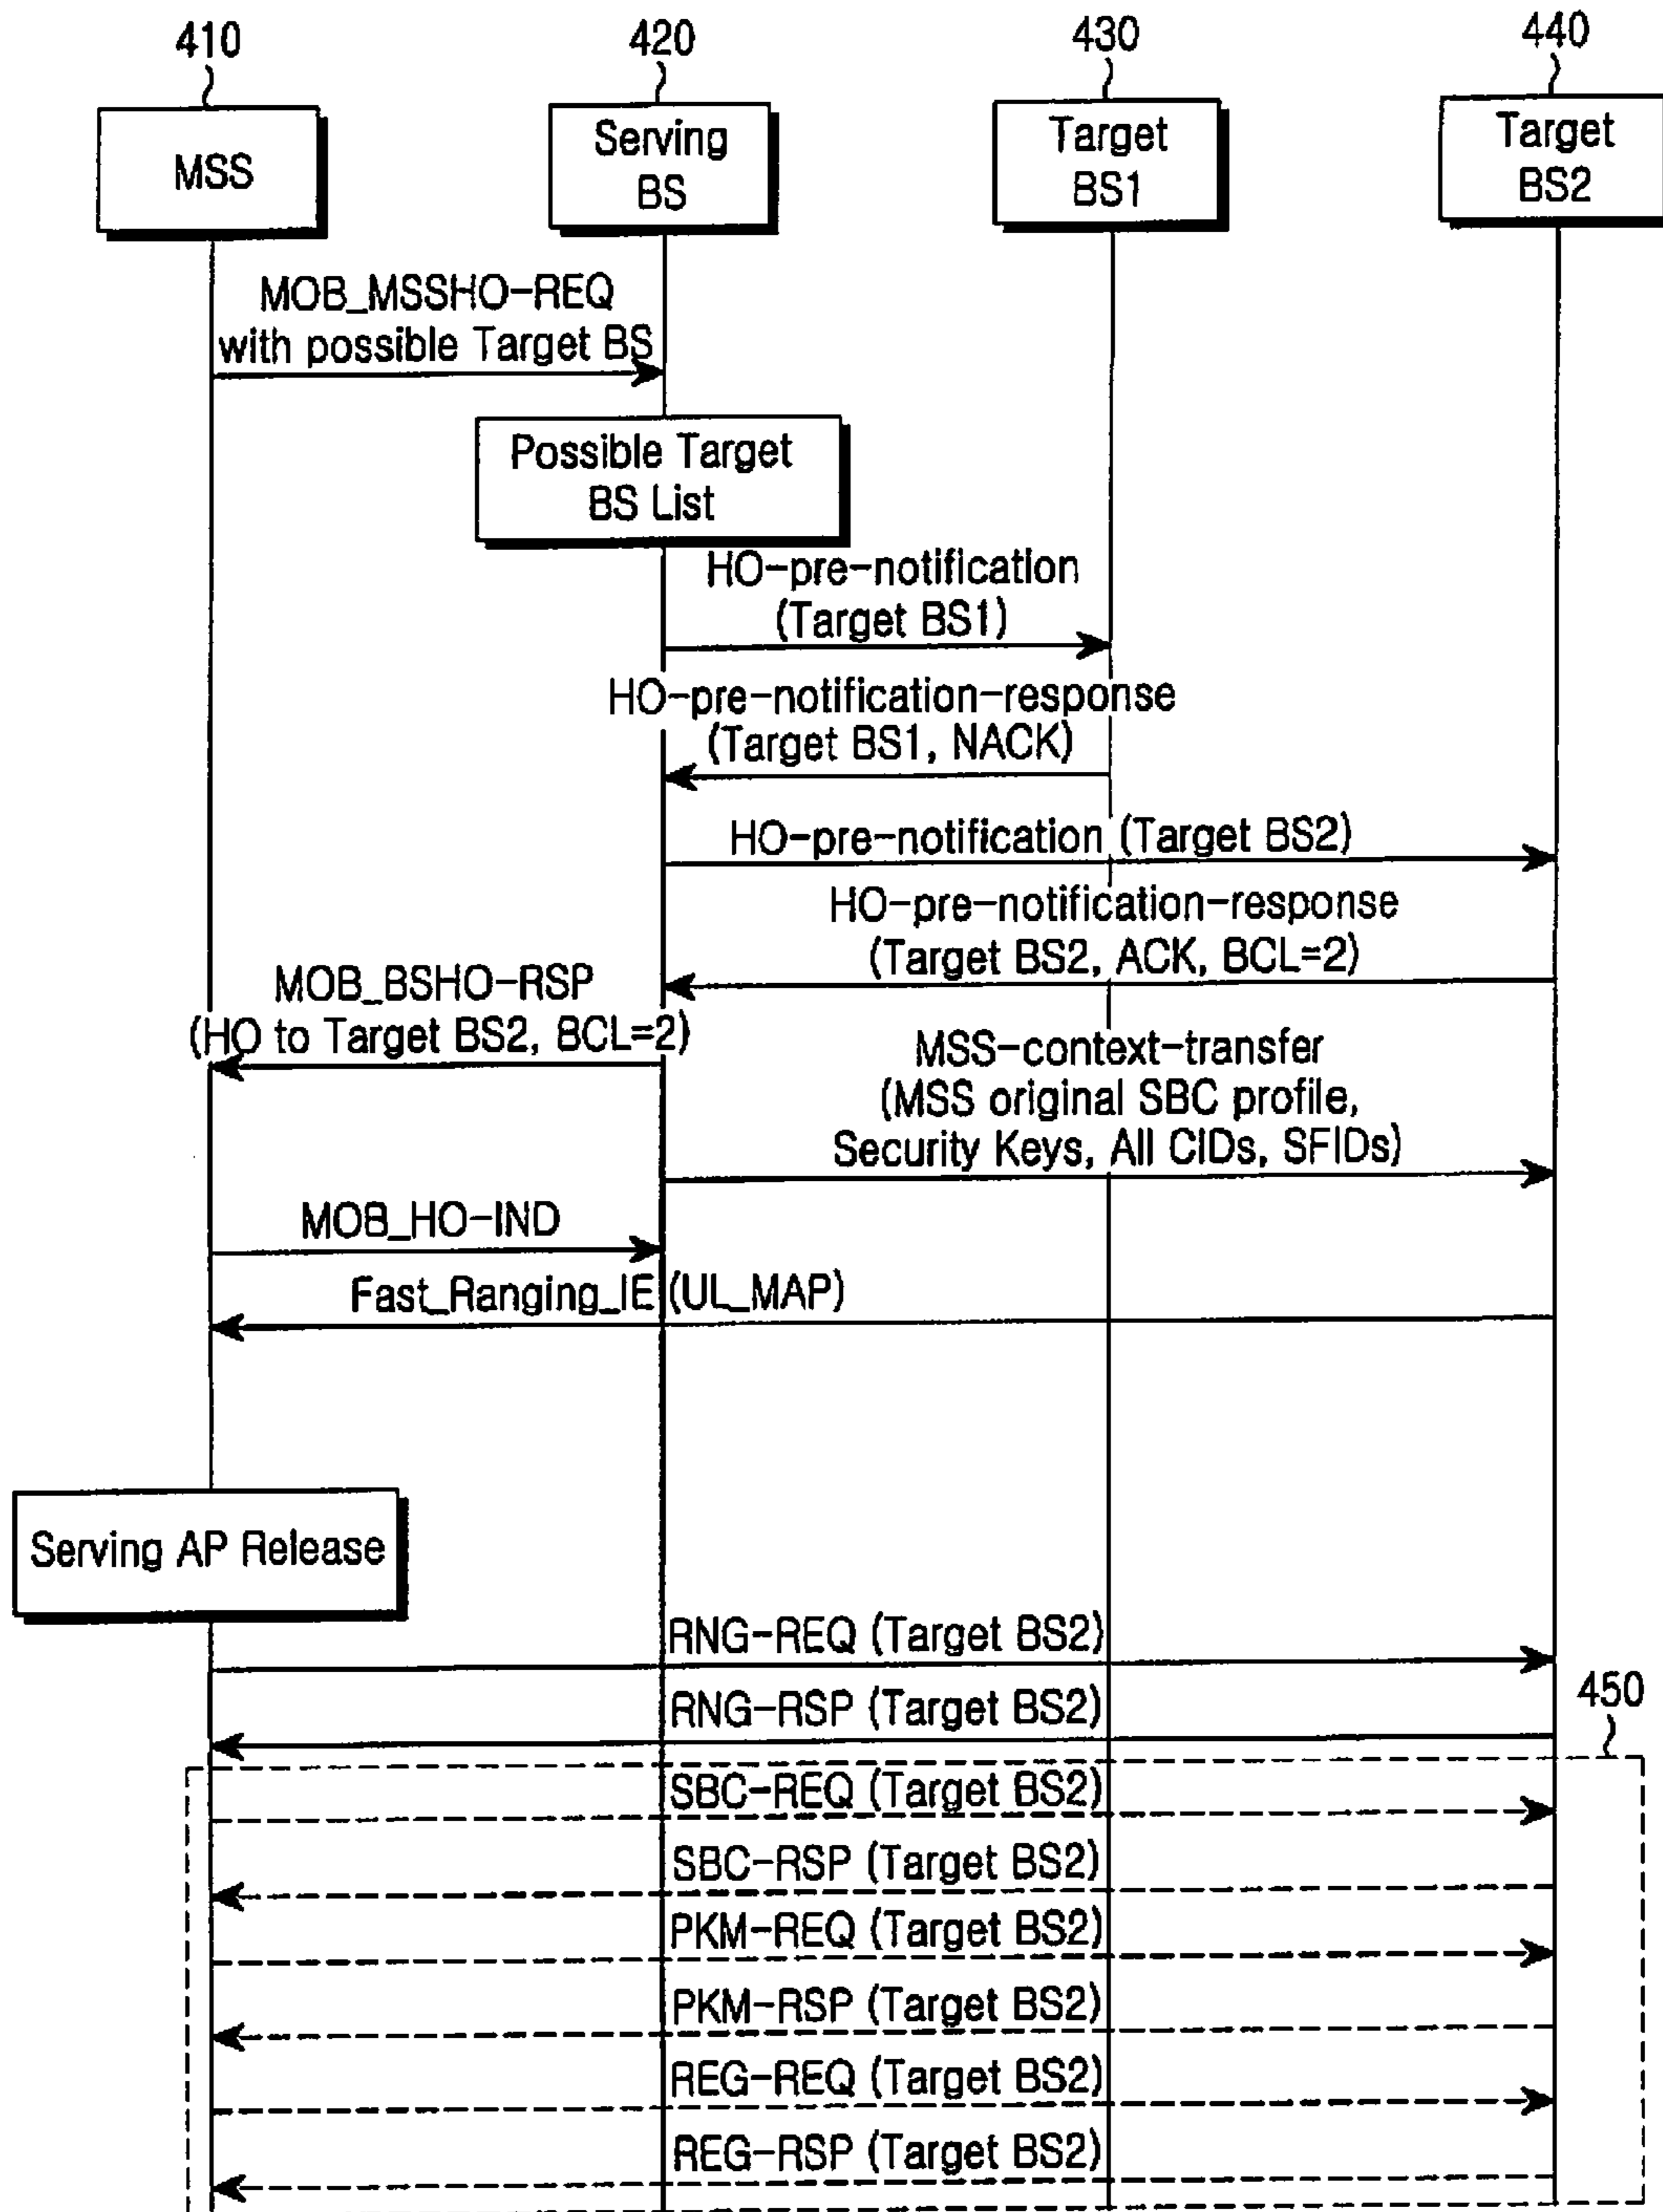 410
420
430
440
MSS
Serving
BS
Target
BS1
Target
BS2
MOB_MSSHO-REQ
with possible Target BS
Possible Target
BS List
HO-pre-notification
(Target BS1)
HO-pre-notification-response
(Target BS1, NACK)
HO-pre-notification (Target BS2)
HO-pre-notification-response
(Target BS2, ACK, BCL=2)
MOB_BSHO-RSP
(HO to Target BS2, BCL=2)
MSS-context-transfer
(MSS original SBC profile,
Security Keys, All CIDs, SFIDs)
MOB_HO-IND
Fast_Ranging_IE (UL_MAP)
Serving AP Release
RNG-REQ (Target BS2)
RNG-RSP (Target BS2)
450
SBC-REQ (Target BS2)
SBC-RSP (Target BS2)
PKM-REQ (Target BS2)
PKM-RSP (Target BS2)
REG-REQ (Target BS2)
REG-RSP (Target BS2)